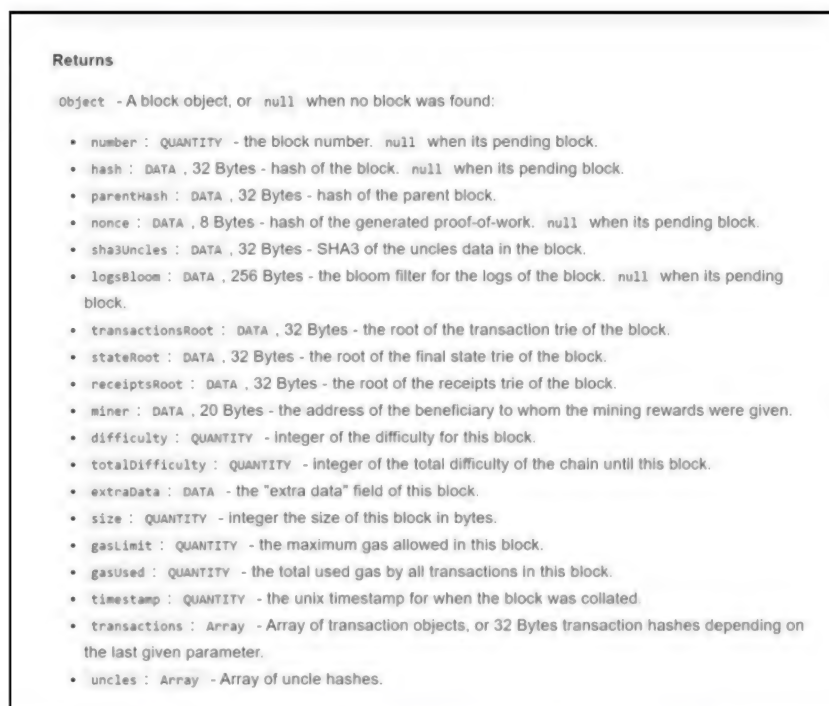 Returns
Object - A block object, or null when no block was found:
• number : QUANTITY - the block number. null when its pending block.
• hash : DATA , 32 Bytes - hash of the block. null when its pending block.
• parentHash : DATA , 32 Bytes - hash of the parent block.
• nonce : DATA , 8 Bytes - hash of the generated proof-of-work. null when its pending block.
• sha3Uncles : DATA , 32 Bytes - SHA3 of the uncles data in the block.
• logsBloom : DATA , 256 Bytes - the bloom filter for the logs of the block. null when its pending
block.
• transactionsRoot : DATA , 32 Bytes - the root of the transaction trie of the block.
• stateRoot : DATA , 32 Bytes - the root of the final state trie of the block.
• receiptsRoot : DATA , 32 Bytes - the root of the receipts trie of the block.
• miner : DATA , 20 Bytes - the address of the beneficiary to whom the mining rewards were given.
• difficulty : QUANTITY - integer of the difficulty for this block.
• totalDifficulty : QUANTITY - integer of the total difficulty of the chain until this block.
• extraData : DATA - the "extra data" field of this block.
• size : QUANTITY - integer the size of this block in bytes.
• gasLimit : QUANTITY - the maximum gas allowed in this block.
• gasUsed : QUANTITY - the total used gas by all transactions in this block.
• timestamp : QUANTITY - the unix timestamp for when the block was collated.
• transactions : Array - Array of transaction objects, or 32 Bytes transaction hashes depending on
the last given parameter.
• uncles : Array - Array of uncle hashes.